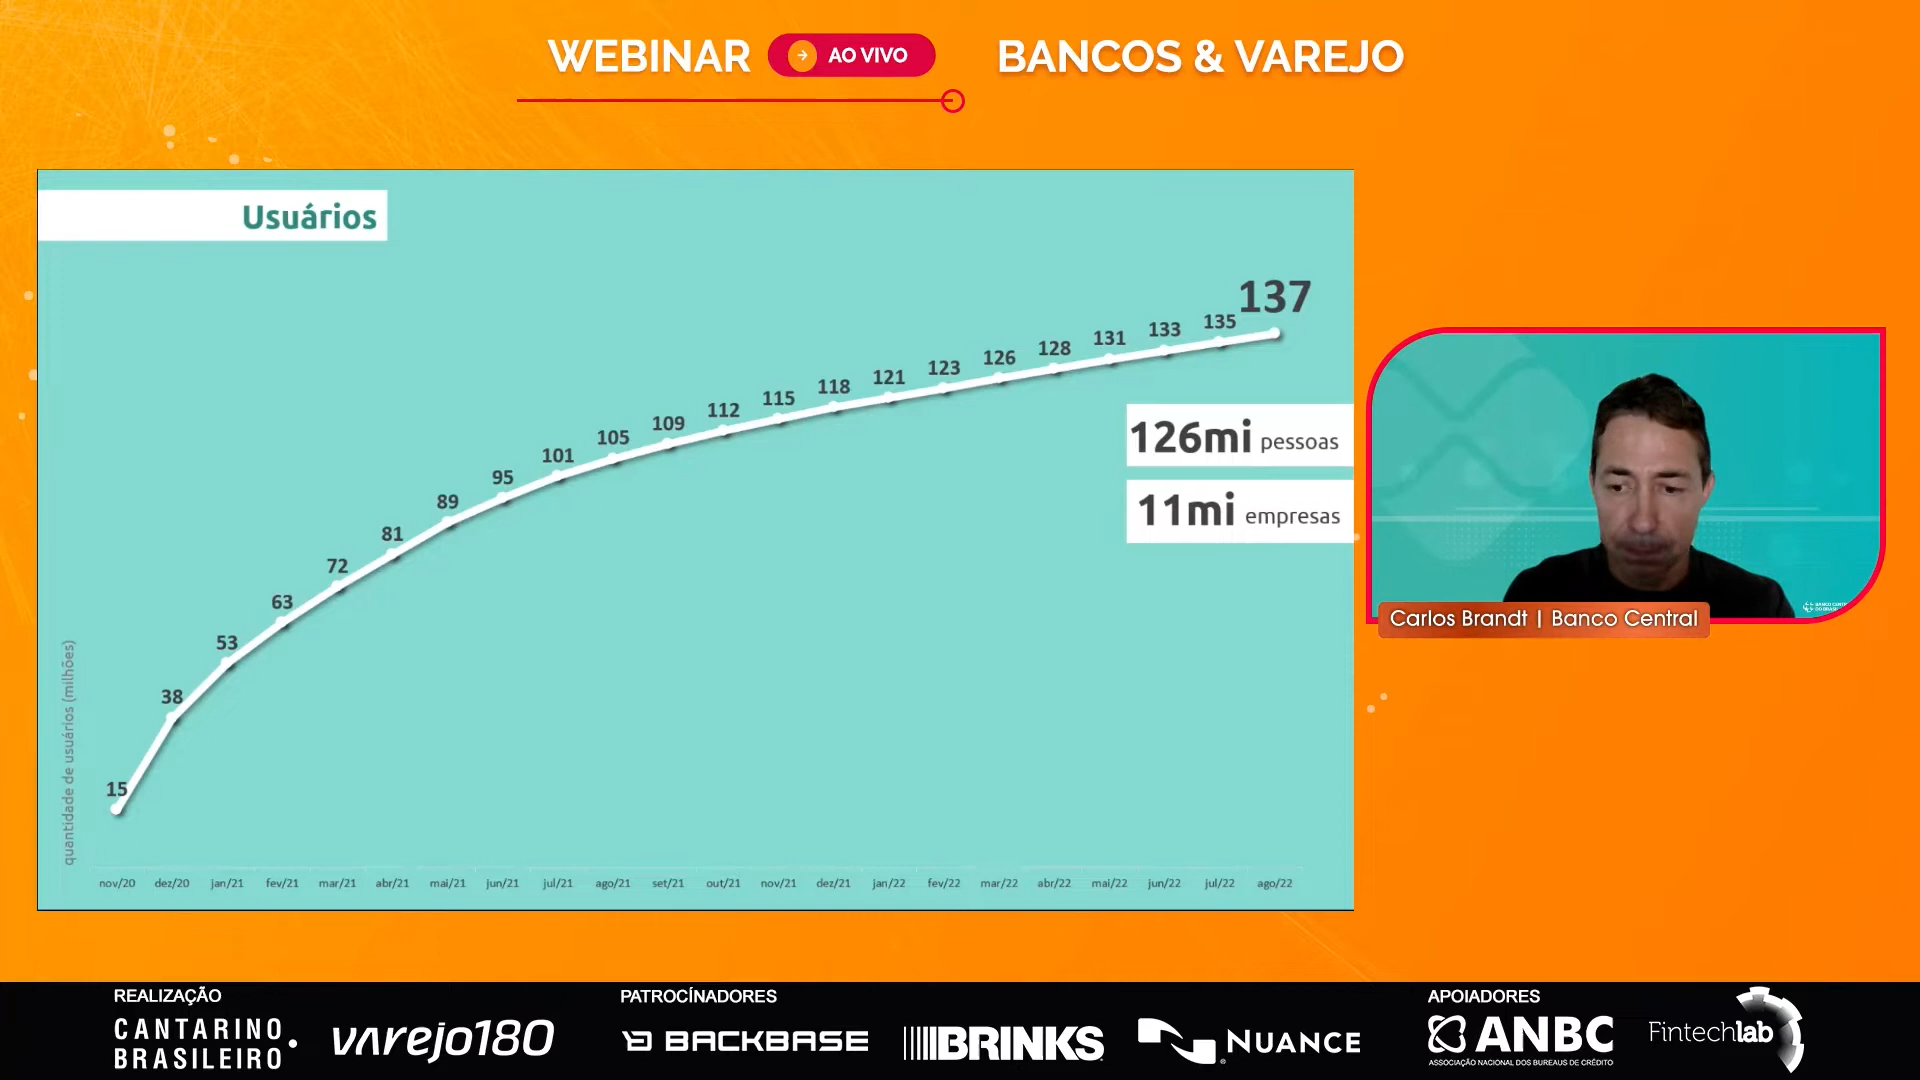 WEBINAR AO VIVO BANCOS & VAREJO
Usuários
137
135
133
131
128
126
123
121
118
115
112
109
105
101
95
89
81
72
63
53
38
15
126mi pessoas
11mi empresas
quantidade de usuários (milhões)
nov/20 dez/20 jan/21 fev/21 mar/21 abr/21 mai/21 jun/21 jul/21 ago/21 set/21 out/21 nov/21 dez/21 jan/22 fev/22 mar/22 abr/22 mai/22 jun/22 jul/22 ago/22
BANCO CENTRAL
DO BRASIL
Carlos Brandt | Banco Central
REALIZAÇÃO
CANTARINO
BRASILEIRO
varejo180
PATROCÍNADORES
BACKBASE
BRINKS
NUANCE
APOIADORES
ANBC
ASSOCIAÇÃO NACIONAL DOS BUREAUS DE CRÉDITO
Fintechlab